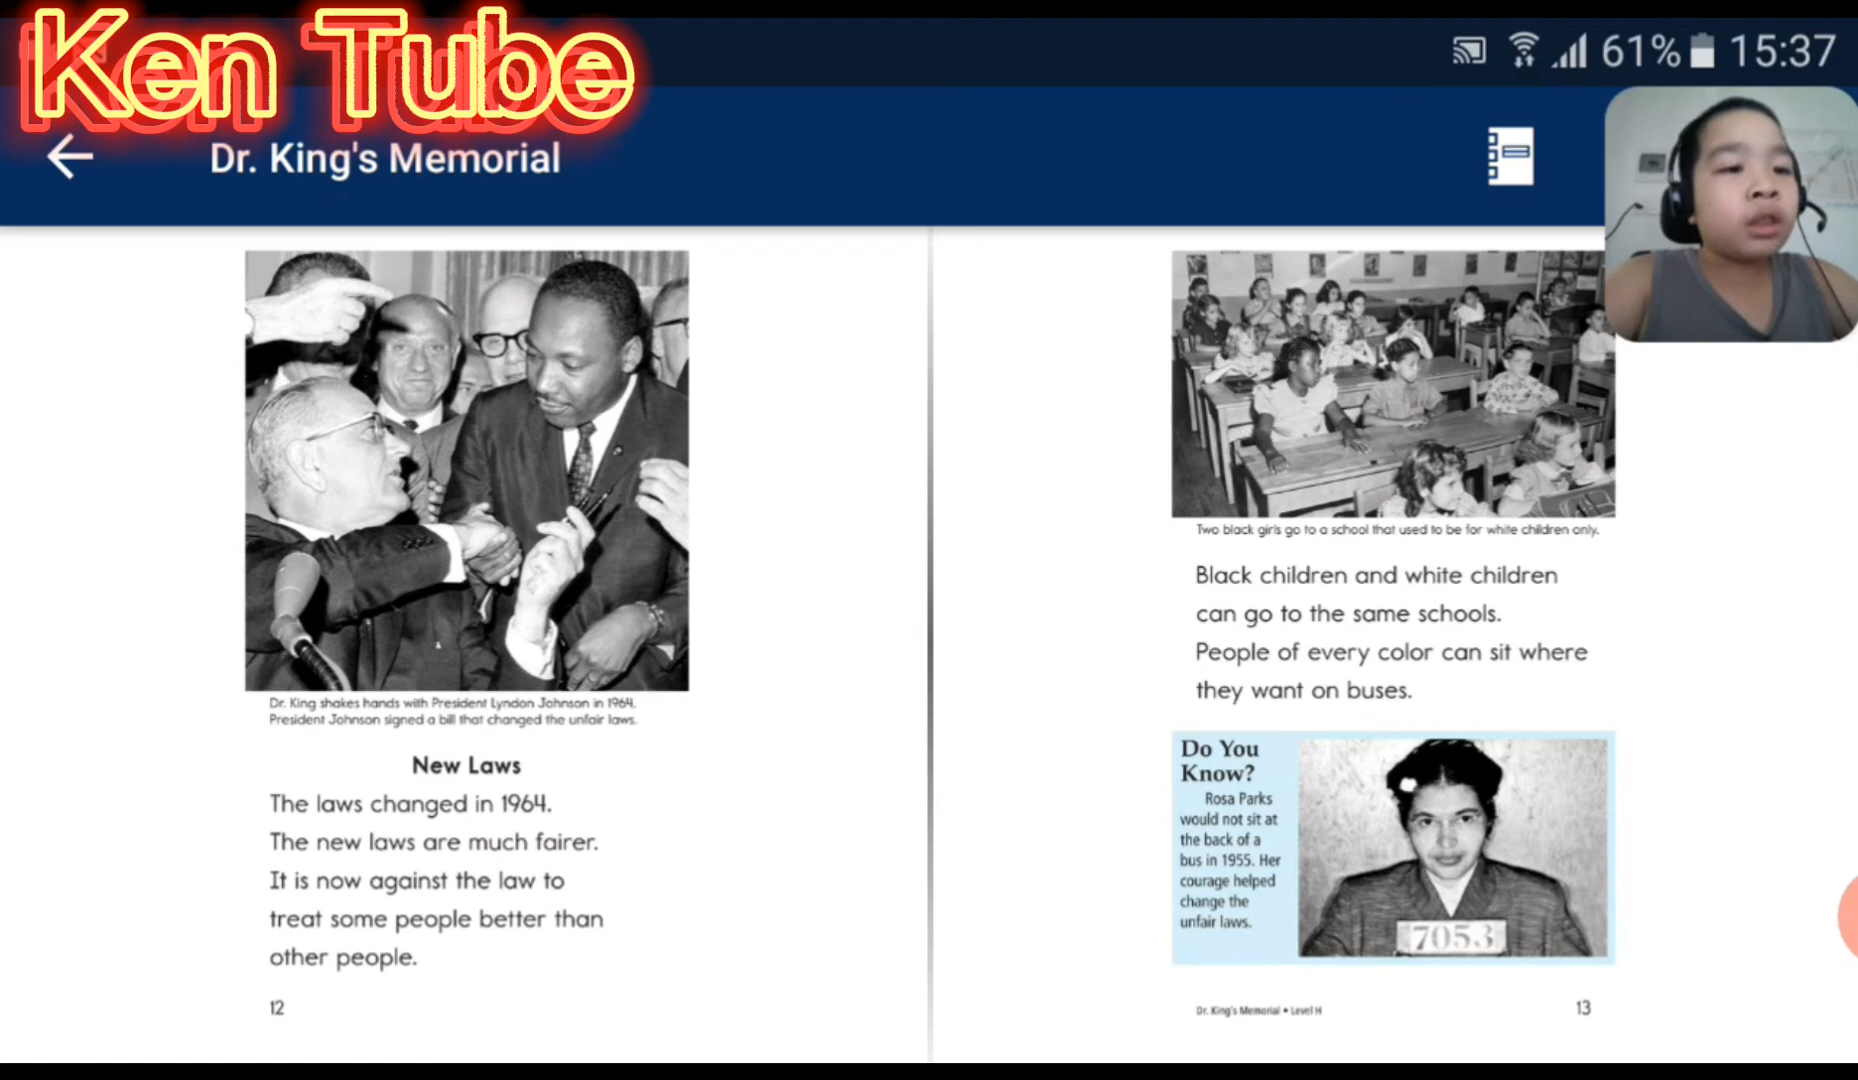 Ken Tube
61% 15:37
Dr. King's Memorial
Dr. King shakes hands with President Lyndon Johnson in 1964.
President Johnson signed a bill that changed the unfair laws.
New Laws
The laws changed in 1964.
The new laws are much fairer.
It is now against the law to
treat some people better than
other people.
12
Two black girls go to a school that used to be for white children only.
Black children and white children
can go to the same schools.
People of every color can sit where
they want on buses.
Do You
Know?
Rosa Parks
would not sit at
the back of a
bus in 1955. Her
courage helped
change the
unfair laws.
7053
Dr. King's Memorial • Level H
13